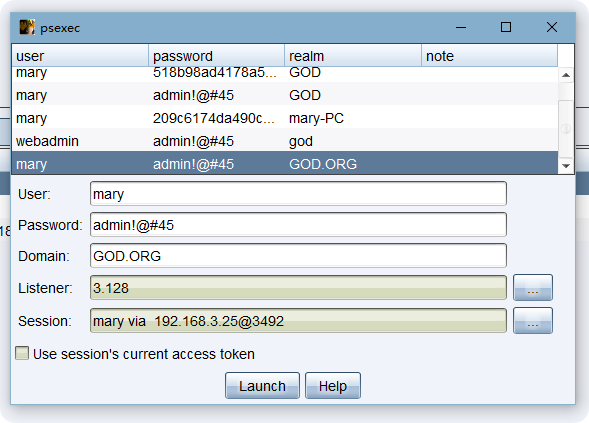 psexec
user password realm note
mary 518b98ad4178a5... GOD
mary admin!@#45 GOD
mary 209c6174da490c... mary-PC
webadmin admin!@#45 god
mary admin!@#45 GOD.ORG
User: mary
Password: admin!@#45
Domain: GOD.ORG
Listener: 3.128 ...
Session: mary via 192.168.3.25@3492 ...
Use session's current access token
Launch Help